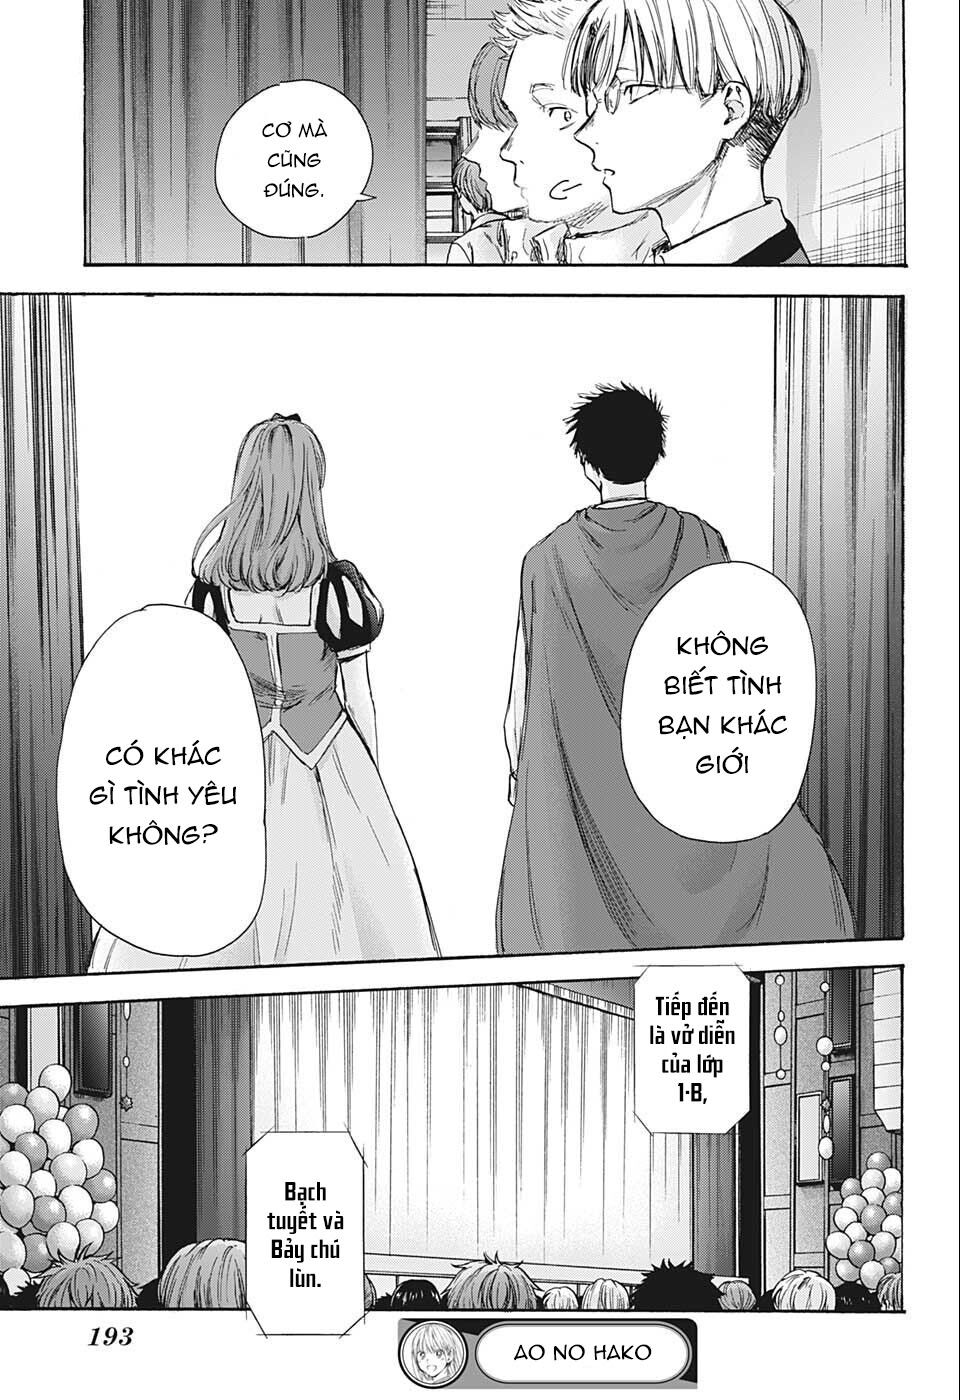 CƠ MÀ
CŨNG
ĐÚNG.
KHÔNG
BIẾT TÌNH
BẠN KHÁC
GIỚI
CÓ KHÁC
GÌ TÌNH YÊU
KHÔNG?
Tiếp đến
là vở diễn
của lớp
1-B,
Bạch
tuyết và
Bảy chú
lùn.
193
AO NO HAKO